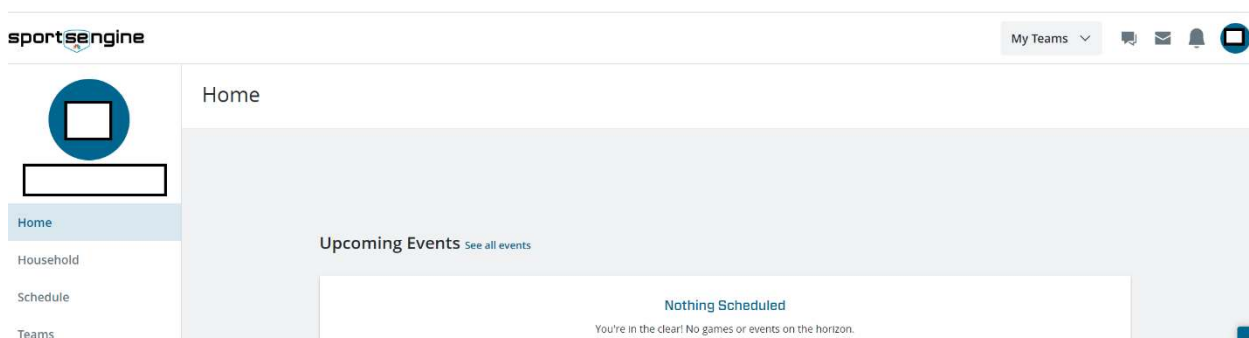 sportsengine
My Teams
Home
Home
Household
Schedule
Teams
Upcoming Events See all events
Nothing Scheduled
You're in the clear! No games or events on the horizon.